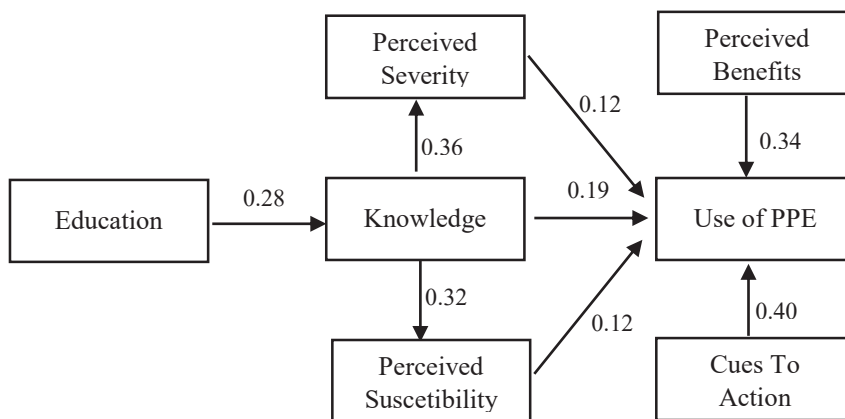 Perceived
Severity
Perceived
Benefits
0.12
0.36
0.34
Education
0.28
Knowledge
0.19
Use of PPE
0.32
0.12
0.40
Perceived
Suscetibility
Cues To
Action